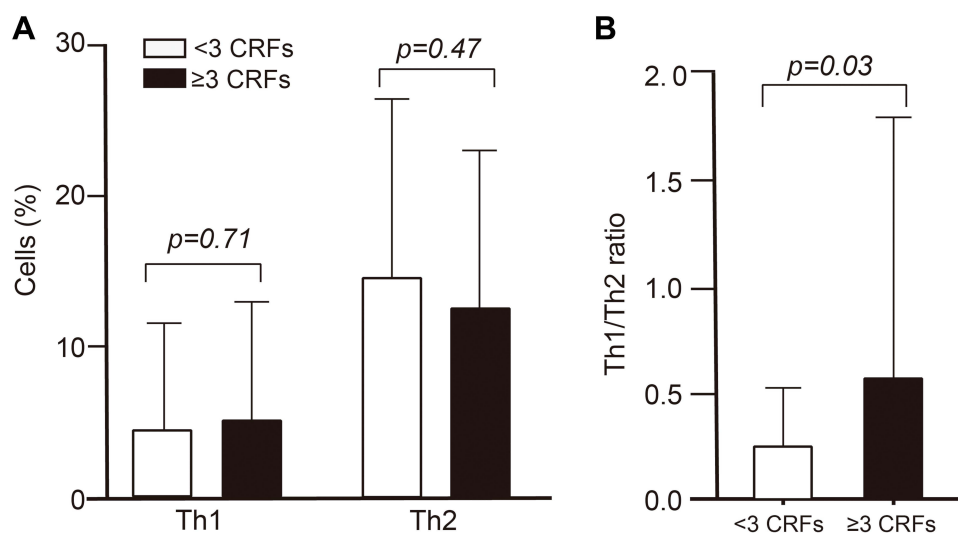 A
30
20
10
0
Cells (%)
<3 CRFs
≥3 CRFs
p=0.71
p=0.47
Th1
Th2
B
2.0
1.5
1.0
0.5
0.0
Th1/Th2 ratio
p=0.03
<3 CRFs
≥3 CRFs